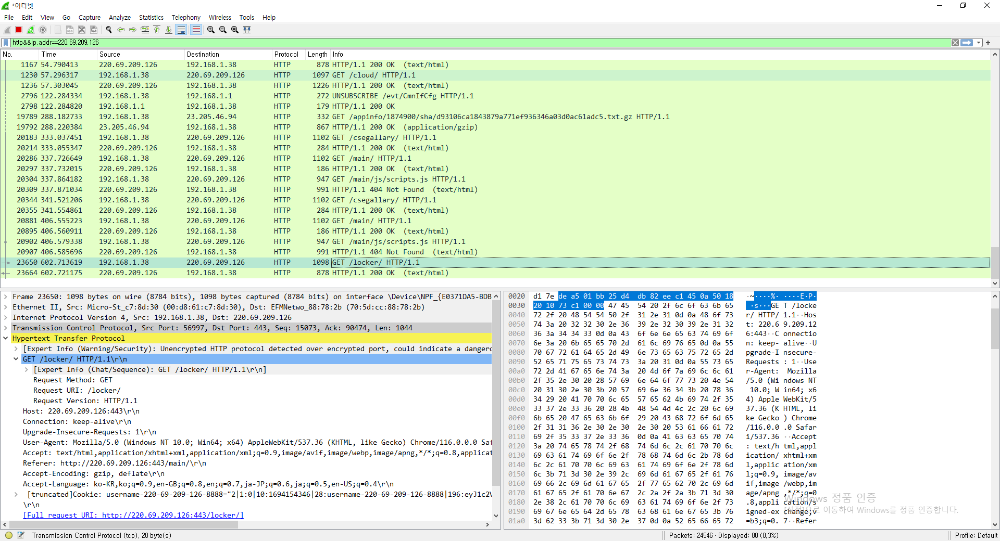 *이더넷
File Edit View Go Capture Analyze Statistics Telephony Wireless Tools Help
http&&ip.addr==220.69.209.126
No. Time Source Destination Protocol Length Info
1167 54.790413 220.69.209.126 192.168.1.38 HTTP 878 HTTP/1.1 200 OK (text/html)
1230 57.296317 192.168.1.38 220.69.209.126 HTTP 1097 GET /cloud/ HTTP/1.1
1236 57.303045 220.69.209.126 192.168.1.38 HTTP 1226 HTTP/1.1 200 OK (text/html)
2796 122.284334 192.168.1.38 192.168.1.1 HTTP 272 UNSUBSCRIBE /evt/CmnIfCfg HTTP/1.1
2798 122.284820 192.168.1.1 192.168.1.38 HTTP 179 HTTP/1.1 200 OK
19789 288.182733 192.168.1.38 23.205.46.94 HTTP 332 GET /appinfo/1874900/sha/d93106ca1843879a771ef936346a03d0ac61adc5.txt.gz HTTP/1.1
19792 288.220384 23.205.46.94 192.168.1.38 HTTP 867 HTTP/1.1 200 OK (application/gzip)
20183 333.037451 192.168.1.38 220.69.209.126 HTTP 1102 GET /csegallary/ HTTP/1.1
20214 333.055347 220.69.209.126 192.168.1.38 HTTP 284 HTTP/1.1 200 OK (text/html)
20286 337.726649 192.168.1.38 220.69.209.126 HTTP 1102 GET /main/ HTTP/1.1
20297 337.732015 220.69.209.126 192.168.1.38 HTTP 186 HTTP/1.1 200 OK (text/html)
20304 337.864182 192.168.1.38 220.69.209.126 HTTP 947 GET /main/js/scripts.js HTTP/1.1
20309 337.871034 220.69.209.126 192.168.1.38 HTTP 991 HTTP/1.1 404 Not Found (text/html)
20344 341.521206 192.168.1.38 220.69.209.126 HTTP 1102 GET /csegallary/ HTTP/1.1
20355 341.554861 220.69.209.126 192.168.1.38 HTTP 284 HTTP/1.1 200 OK (text/html)
20881 406.555223 192.168.1.38 220.69.209.126 HTTP 1102 GET /main/ HTTP/1.1
20895 406.560911 220.69.209.126 192.168.1.38 HTTP 186 HTTP/1.1 200 OK (text/html)
20902 406.579338 192.168.1.38 220.69.209.126 HTTP 947 GET /main/js/scripts.js HTTP/1.1
20907 406.585696 220.69.209.126 192.168.1.38 HTTP 991 HTTP/1.1 404 Not Found (text/html)
23650 602.713619 192.168.1.38 220.69.209.126 HTTP 1098 GET /locker/ HTTP/1.1
23664 602.721175 220.69.209.126 192.168.1.38 HTTP 878 HTTP/1.1 200 OK (text/html)
Frame 23650: 1098 bytes on wire (8784 bits), 1098 bytes captured (8784 bits) on interface \Device\NPF_{E0371DA5-BDB
Ethernet II, Src: Micro-St_c7:8d:30 (00:d8:61:c7:8d:30), Dst: EFMNetwo_88:78:2b (70:5d:cc:88:78:2b)
Internet Protocol Version 4, Src: 192.168.1.38, Dst: 220.69.209.126
Transmission Control Protocol, Src Port: 56997, Dst Port: 443, Seq: 15073, Ack: 90474, Len: 1044
Hypertext Transfer Protocol
[Expert Info (Warning/Security): Unencrypted HTTP protocol detected over encrypted port, could indicate a dangero
GET /locker/ HTTP/1.1\r\n
[Expert Info (Chat/Sequence): GET /locker/ HTTP/1.1\r\n]
Request Method: GET
Request URI: /locker/
Request Version: HTTP/1.1
Host: 220.69.209.126:443\r\n
Connection: keep-alive\r\n
Upgrade-Insecure-Requests: 1\r\n
User-Agent: Mozilla/5.0 (Windows NT 10.0; Win64; x64) AppleWebKit/537.36 (KHTML, like Gecko) Chrome/116.0.0.0 Saf
Accept: text/html,application/xhtml+xml,application/xml;q=0.9,image/avif,image/webp,image/apng,*/*;q=0.8,applicat
Referer: http://220.69.209.126:443/main/\r\n
Accept-Encoding: gzip, deflate\r\n
Accept-Language: ko-KR,ko;q=0.9,en-GB;q=0.8,en;q=0.7,ja-JP;q=0.6,ja;q=0.5,en-US;q=0.4\r\n
[truncated]Cookie: username-220-69-209-126-8888="2|1:0|10:1694154346|28:username-220-69-209-126-8888|196:eyJ1c2V
\r\n
[Full request URI: http://220.69.209.126:443/locker/]
0020 d1 7e de a5 01 bb 25 d4 db 82 ee c1 45 0a 50 18 ·~····%· ····E·P·
0030 20 10 73 c1 00 00 47 45 54 20 2f 6c 6f 63 6b 65 ·s···GE T /locke
0040 72 2f 20 48 54 54 50 2f 31 2e 31 0d 0a 48 6f 73 r/ HTTP/ 1.1··Hos
0050 74 3a 20 32 32 30 2e 36 39 2e 32 30 39 2e 31 32 t: 220.6 9.209.12
0060 36 3a 34 34 33 0d 0a 43 6f 6e 6e 65 63 74 69 6f 6:443··C onnectio
0070 6e 3a 20 6b 65 65 70 2d 61 6c 69 76 65 0d 0a 55 n: keep- alive··U
0080 70 67 72 61 64 65 2d 49 6e 73 65 63 75 72 65 2d pgrade-I nsecure-
0090 52 65 71 75 65 73 74 73 3a 20 31 0d 0a 55 73 65 Requests : 1··Use
00a0 72 2d 41 67 65 6e 74 3a 20 4d 6f 7a 69 6c 6c 61 r-Agent: Mozilla
00b0 2f 35 2e 30 20 28 57 69 6e 64 6f 77 73 20 4e 54 /5.0 (Wi ndows NT
00c0 20 31 30 2e 30 3b 20 57 69 6e 36 34 3b 20 78 36 10.0; W in64; x6
00d0 34 29 20 41 70 70 6c 65 57 65 62 4b 69 74 2f 35 4) Apple WebKit/5
00e0 33 37 2e 33 36 20 28 4b 48 54 4d 4c 2c 20 6c 69 37.36 (K HTML, li
00f0 6b 65 20 47 65 63 6b 6f 29 20 43 68 72 6f 6d 65 ke Gecko ) Chrome
0100 2f 31 31 36 2e 30 2e 30 2e 30 20 53 61 66 61 72 /116.0.0 .0 Safar
0110 69 2f 35 33 37 2e 33 36 0d 0a 41 63 63 65 70 74 i/537.36 ··Accept
0120 3a 20 74 65 78 74 2f 68 74 6d 6c 2c 61 70 70 6c : text/h tml,appl
0130 69 63 61 74 69 6f 6e 2f 78 68 74 6d 6c 2b 78 6d ication/ xhtml+xm
0140 6c 2c 61 70 70 6c 69 63 61 74 69 6f 6e 2f 78 6d l,applic ation/xm
0150 6c 3b 71 3d 30 2e 39 2c 69 6d 61 67 65 2f 61 76 l;q=0.9, image/av
0160 69 66 2c 69 6d 61 67 65 2f 77 65 62 70 2c 69 6d if,image /webp,im
0170 61 67 65 2f 61 70 6e 67 2c 2a 2f 2a 3b 71 3d 30 age/apng ,*/*;q=0
0180 2e 38 2c 61 70 70 6c 69 63 61 74 69 6f 6e 2f 73 .8,appli cation/s
0190 69 67 6e 65 64 2d 65 78 63 68 61 6e 67 65 3b 76 igned-ex change;v
01a0 3d 62 33 3b 71 3d 30 2e 37 0d 0a 52 65 66 65 72 =b3;q=0. 7··Refer
Windows 정품 인증
[설정]으로 이동하여 Windows를 정품 인증합니다.
Transmission Control Protocol (tcp), 20 byte(s)
Packets: 24546 · Displayed: 80 (0.3%)
Profile: Default